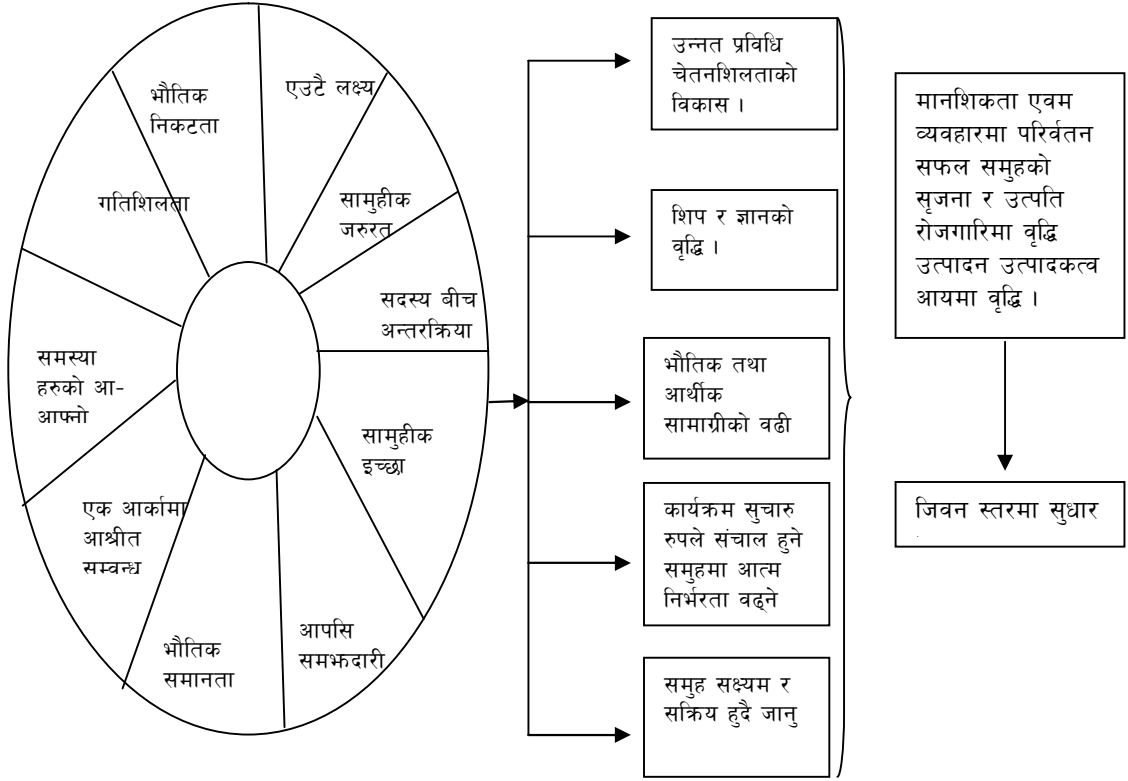 एउटै लक्ष्य
सामुहीक
जरुरत
सदस्य बीच
अन्तरक्रिया
सामुहीक
इच्छा
आपसि
समझदारी
भौतिक
समानता
एक आर्कामा
आश्रीत
सम्वन्ध
समस्या
हरुको आ-
आफ्नो
गतिशिलता
भौतिक
निकटता
उन्नत प्रविधि
चेतनशिलताको
विकास ।
शिप र ज्ञानको
वृद्धि ।
भौतिक तथा
आर्थीक
सामाग्रीको वढी
कार्यक्रम सुचारु
रुपले संचाल हुने
समुहमा आत्म
निर्भरता वढ्ने
समुह सक्ष्यम र
सक्रिय हुदै जानु
मानशिकता एवम
व्यवहारमा परिर्वतन
सफल समुहको
सृजना र उत्पति
रोजगारिमा वृद्धि
उत्पादन उत्पादकत्व
आयमा वृद्धि ।
जिवन स्तरमा सुधार